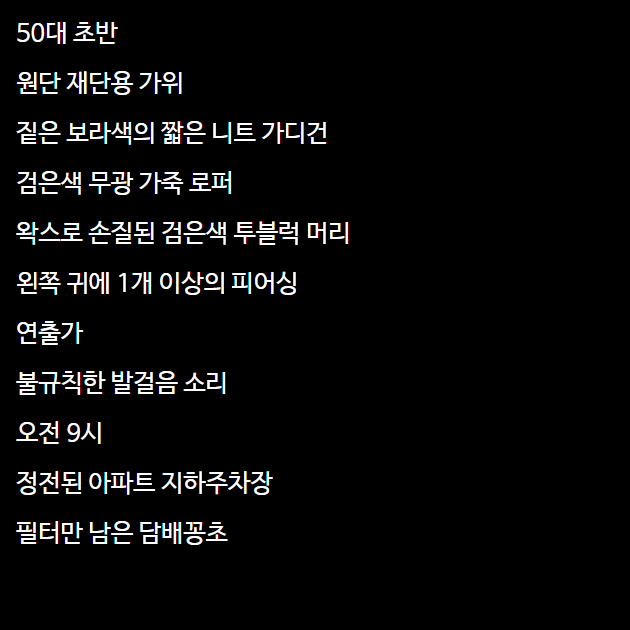 50대 초반
원단 재단용 가위
짙은 보라색의 짧은 니트 가디건
검은색 무광 가죽 로퍼
왁스로 손질된 검은색 투블럭 머리
왼쪽 귀에 1개 이상의 피어싱
연출가
불규칙한 발걸음 소리
오전 9시
정전된 아파트 지하주차장
필터만 남은 담배꽁초